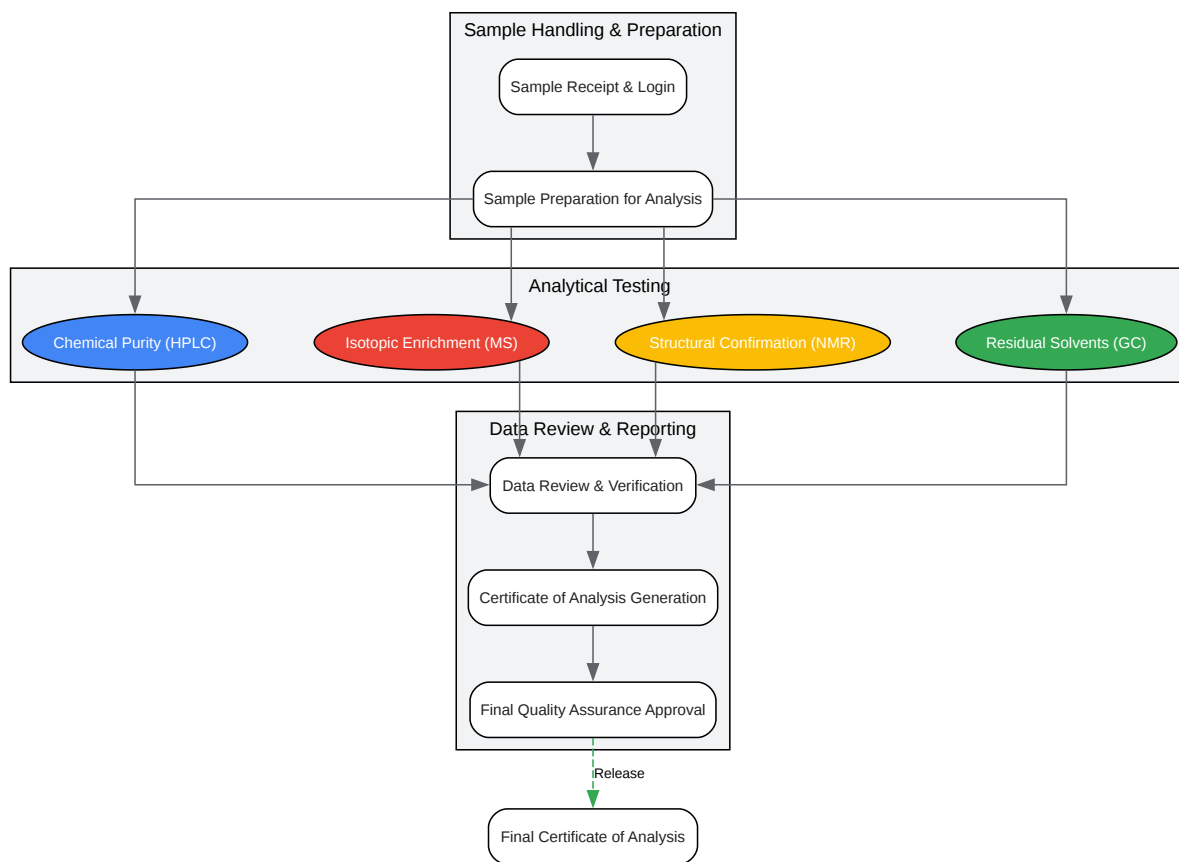 Sample Handling & Preparation
Sample Receipt & Login
Sample Preparation for Analysis
Analytical Testing
Chemical Purity (HPLC)
Isotopic Enrichment (MS)
Structural Confirmation (NMR)
Residual Solvents (GC)
Data Review & Reporting
Data Review & Verification
Certificate of Analysis Generation
Final Quality Assurance Approval
Release
Final Certificate of Analysis